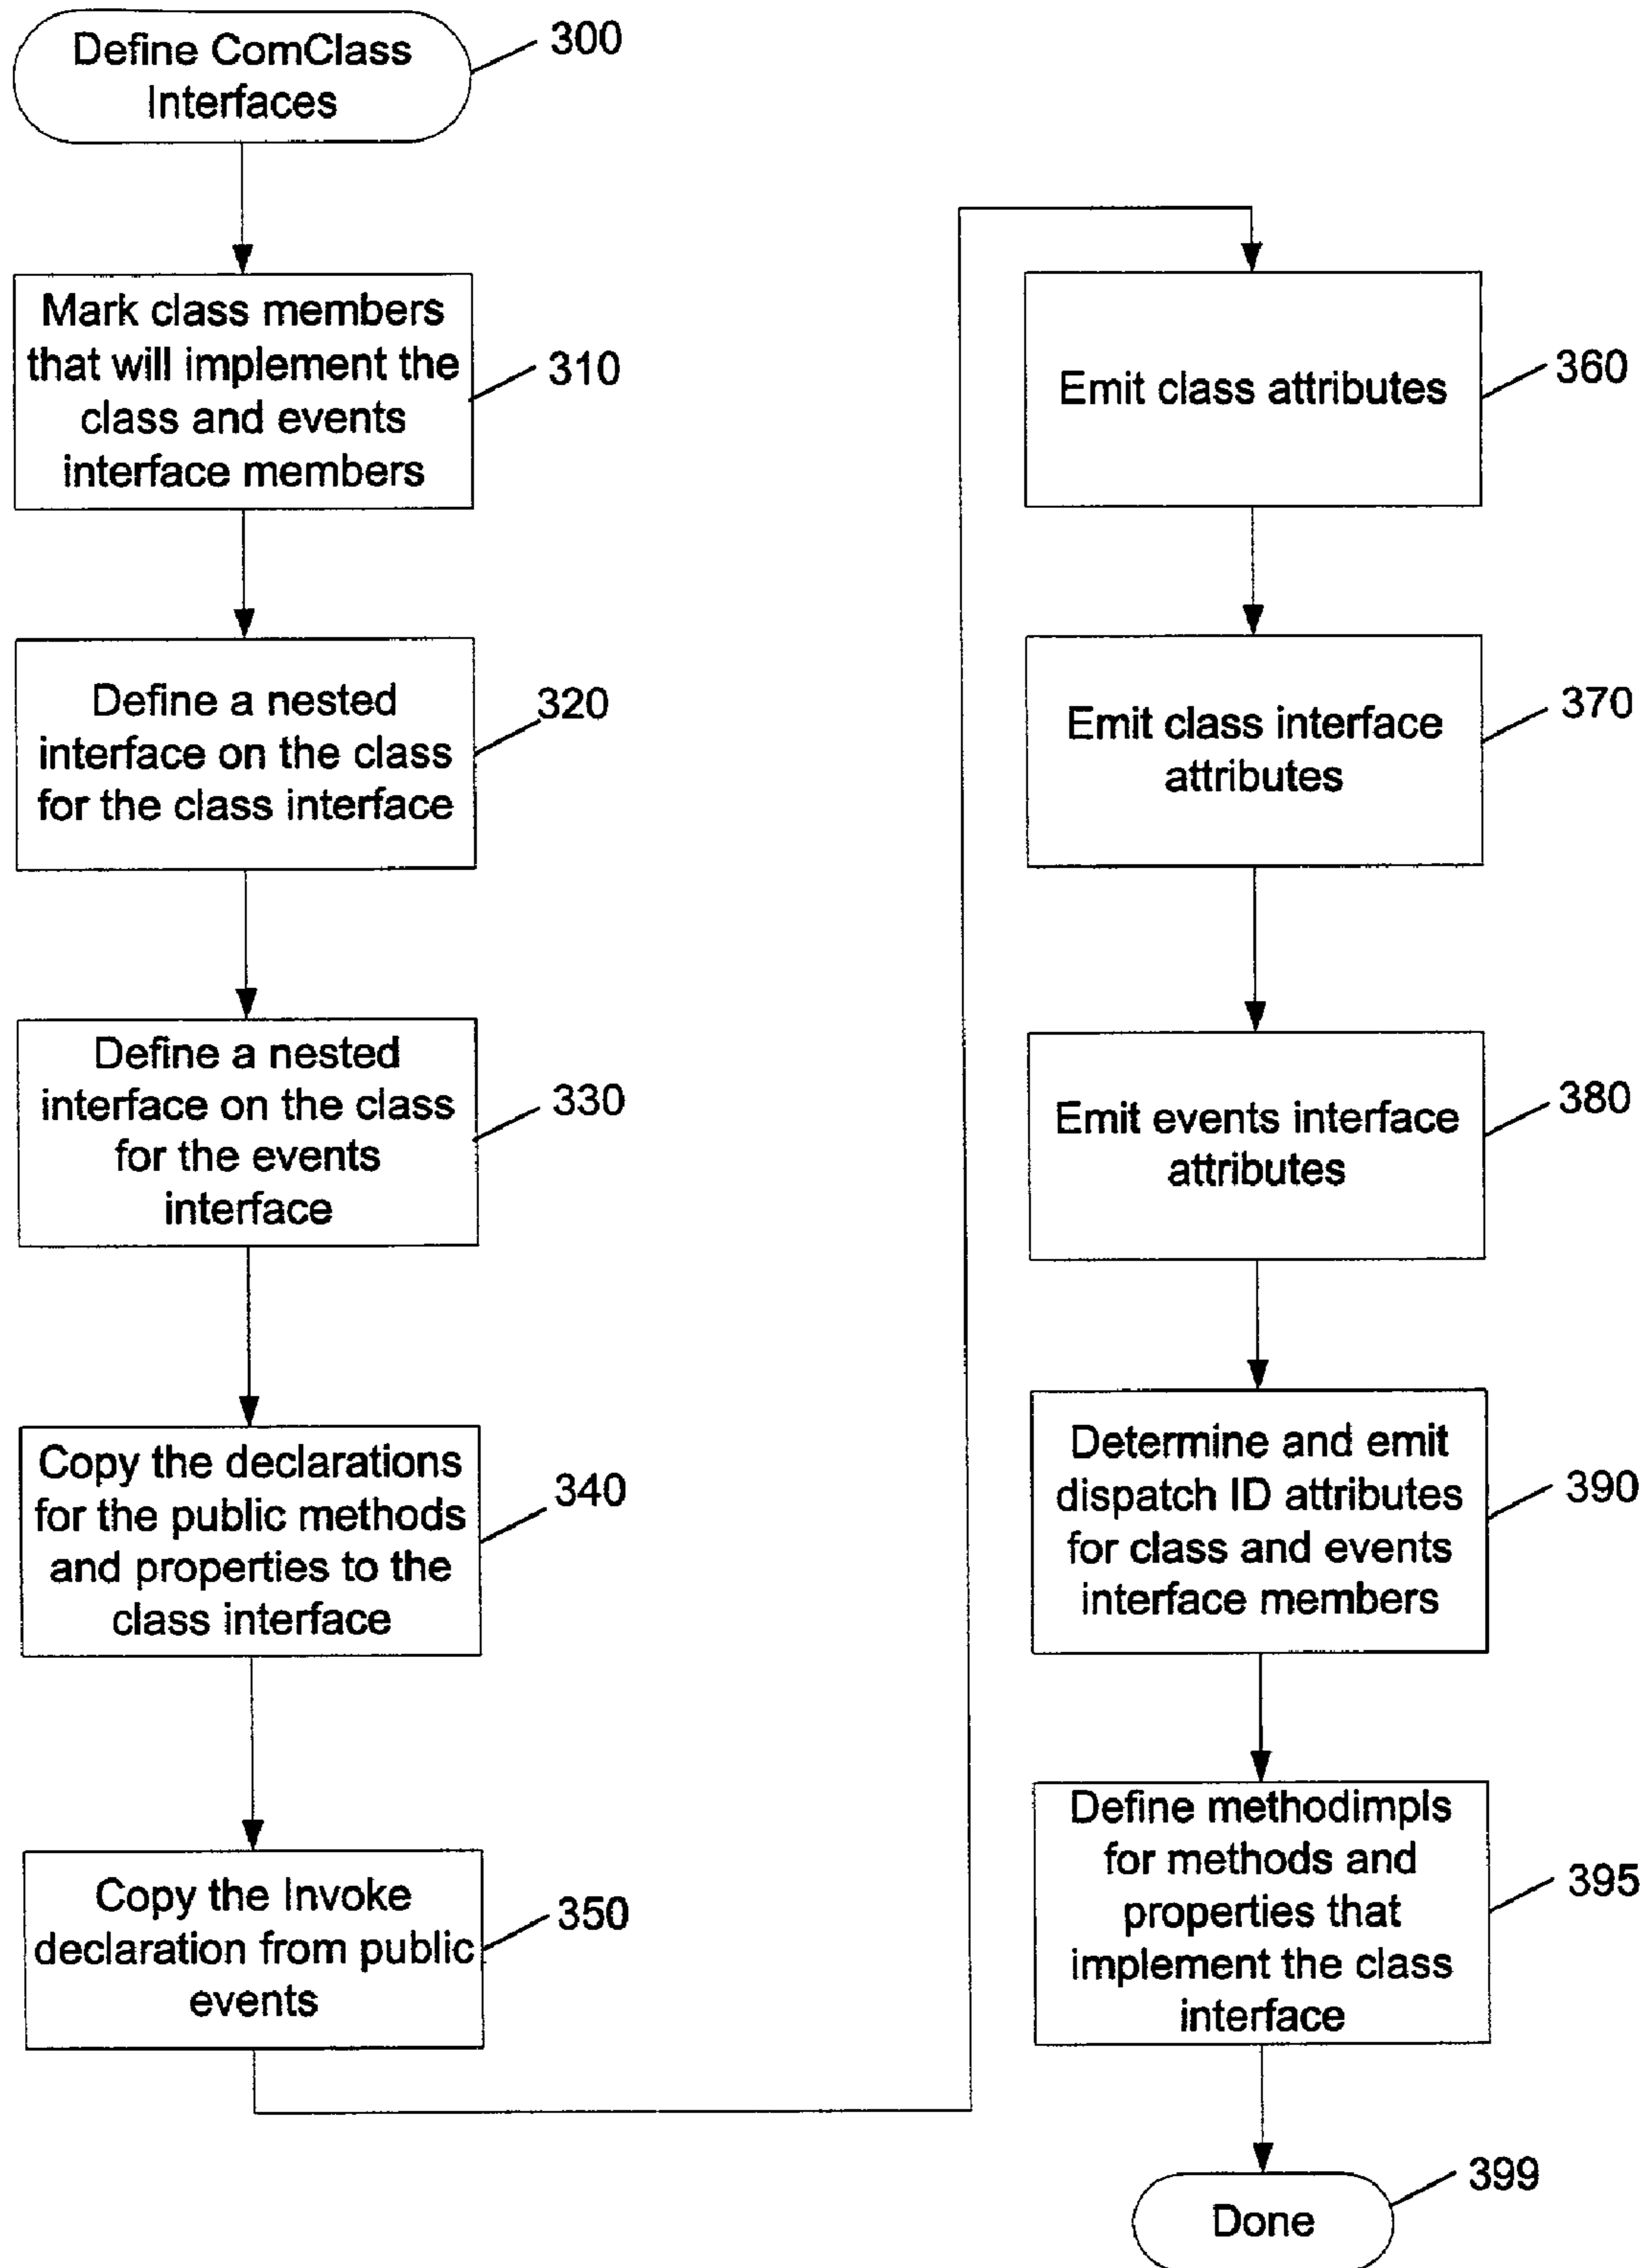 Define ComClass
Interfaces
300
Mark class members
that will implement the
class and events
interface members
310
Define a nested
interface on the class
for the class interface
320
Define a nested
interface on the class
for the events
interface
330
Copy the declarations
for the public methods
and properties to the
class interface
340
Copy the Invoke
declaration from public
events
350
Emit class attributes
360
Emit class interface
attributes
370
Emit events interface
attributes
380
Determine and emit
dispatch ID attributes
for class and events
interface members
390
Define methodimpls
for methods and
properties that
implement the class
interface
395
Done
399